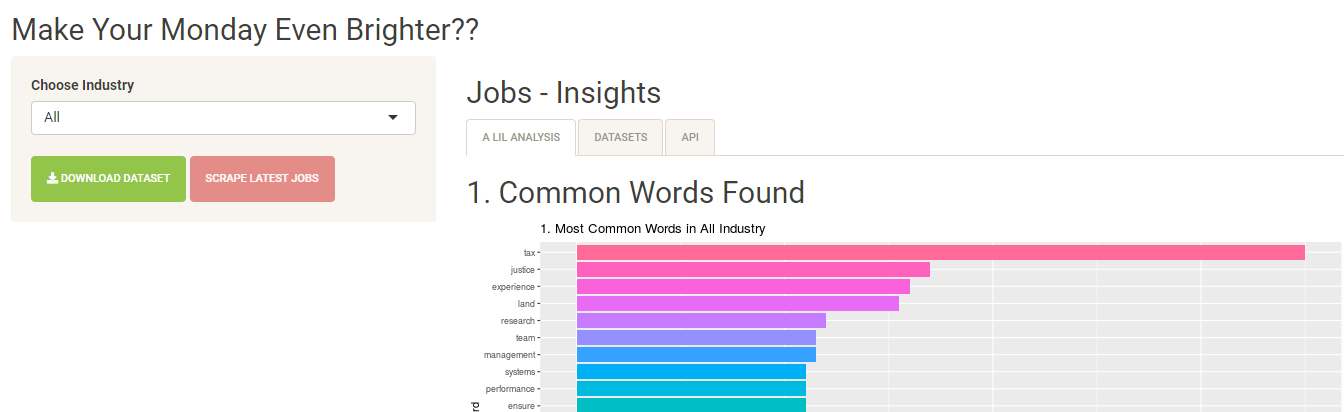 Make Your Monday Even Brighter??
Choose Industry
All
DOWNLOAD DATASET
SCRAPE LATEST JOBS
Jobs - Insights
A LIL ANALYSIS
DATASETS
API
1. Common Words Found
1. Most Common Words in All Industry
tax
justice
experience
land
research
team
management
systems
performance
ensure